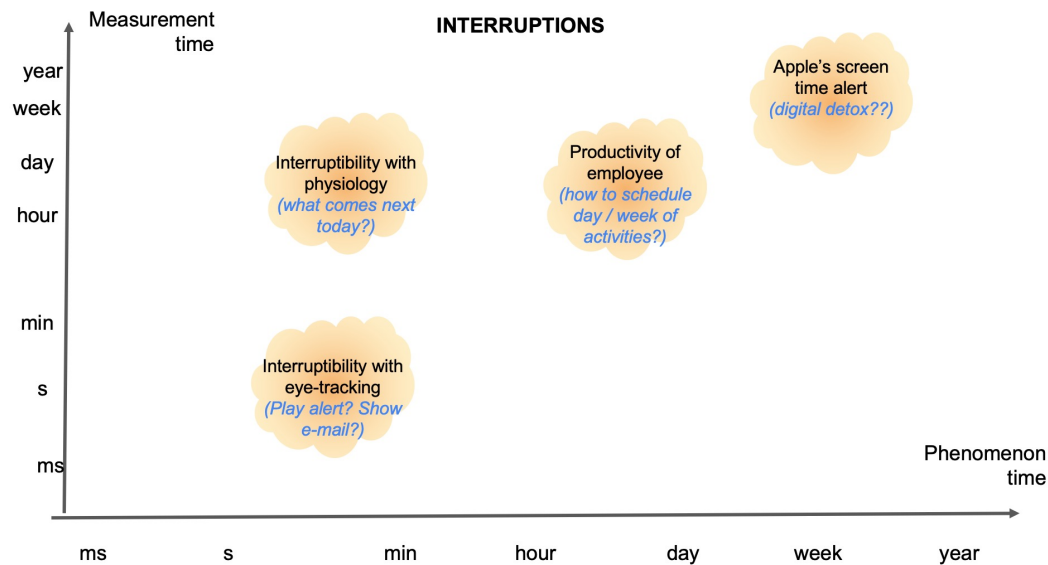 INTERRUPTIONS
Measurement
time
year
week
day
hour
min
s
ms
Apple's screen
time alert
(digital detox??)
Interruptibility with
physiology
(what comes next
today?)
Productivity of
employee
(how to schedule
day / week of
activities?)
Interruptibility with
eye-tracking
(Play alert? Show
e-mail?)
Phenomenon
time
ms
s
min
hour
day
week
year